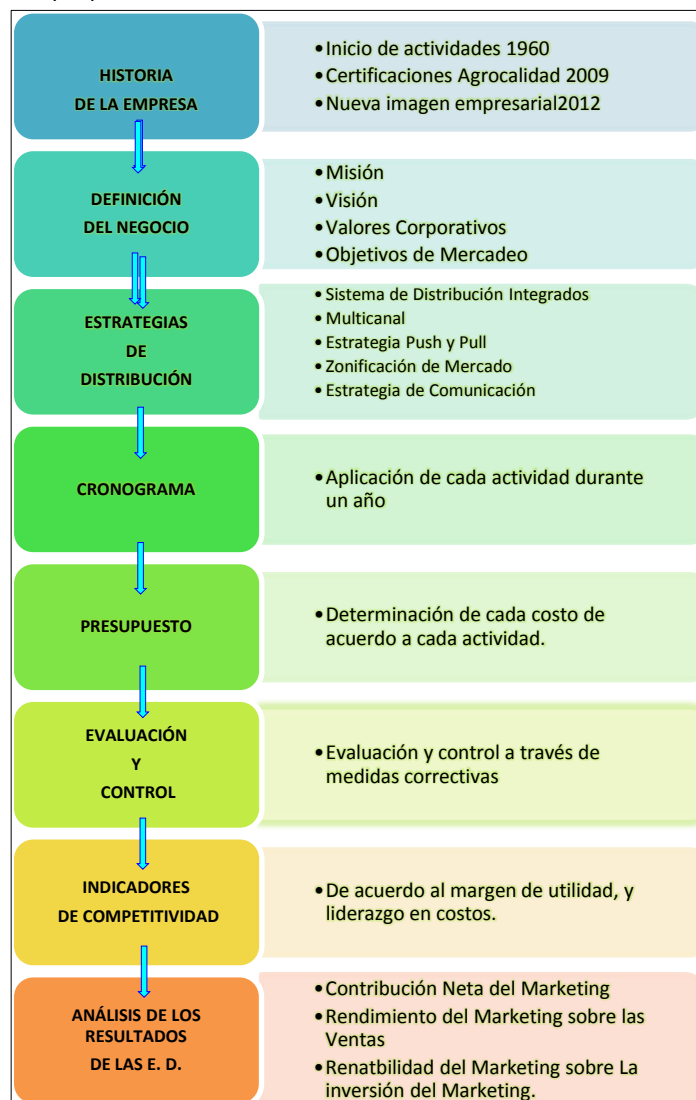 HISTORIA
DE LA EMPRESA
•Inicio de actividades 1960
•Certificaciones Agrocalidad 2009
•Nueva imagen empresarial2012
DEFINICIÓN
DEL NEGOCIO
•Misión
•Visión
•Valores Corporativos
•Objetivos de Mercadeo
ESTRATEGIAS
DE
DISTRIBUCIÓN
•Sistema de Distribución Integrados
•Multicanal
•Estrategia Push y Pull
•Zonificación de Mercado
•Estrategia de Comunicación
CRONOGRAMA
•Aplicación de cada actividad durante
un año
PRESUPUESTO
•Determinación de cada costo de
acuerdo a cada actividad.
EVALUACIÓN
Y
CONTROL
•Evaluación y control a través de
medidas correctivas
INDICADORES
DE COMPETITIVIDAD
•De acuerdo al margen de utilidad, y
liderazgo en costos.
ANÁLISIS DE LOS
RESULTADOS
DE LAS E. D.
•Contribución Neta del Marketing
•Rendimiento del Marketing sobre las
Ventas
•Renatbilidad del Marketing sobre La
inversión del Marketing.